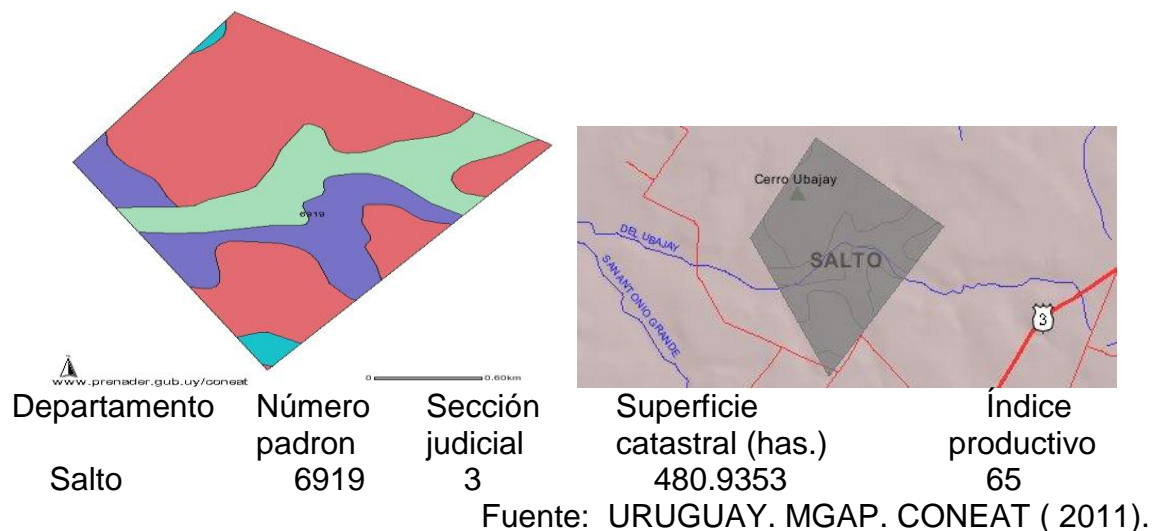 6919
www.prenader.gub.uy/coneat
0 0.60km
Cerro Ubajay
DEL UBAJAY
SALTO
SAN ANTONIO GRANDE
3
Departamento Número padron Sección judicial Superficie catastral (has.) Índice productivo
Salto 6919 3 480.9353 65
Fuente: URUGUAY. MGAP. CONEAT ( 2011).